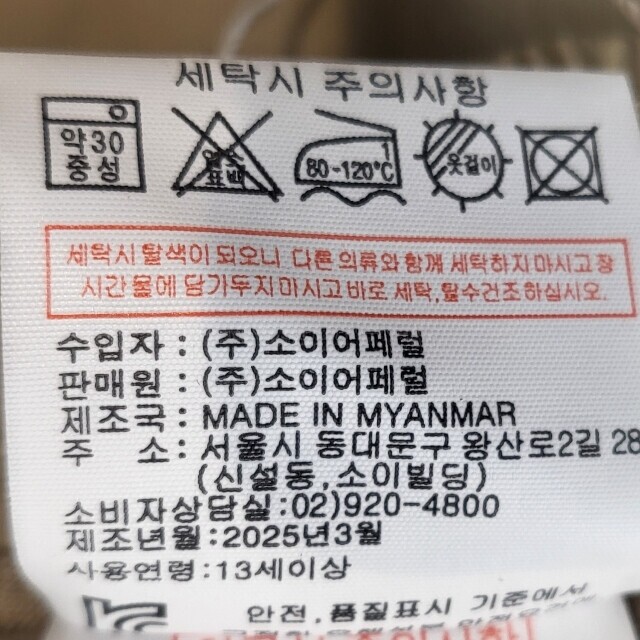 세탁시 주의사항
약30
중성
염소
표백
1
80-120°C
옷걸이
세탁시 탈색이 되오니 다른 의류와 함께 세탁하지 마시고 장
시간 물에 담기두지 마시고 바로 세탁,탈수건조 하십시오.
수입자 : (주)소이어페럴
판매원 : (주)소이어페럴
제조국 : MADE IN MYANMAR
주 소 : 서울시 동대문구 왕산로2길 28
(신설동,소이빌딩)
소비자상담실:02)920-4800
제조년월:2025년3월
사용연령:13세이상
안전,품질표시 기준에서